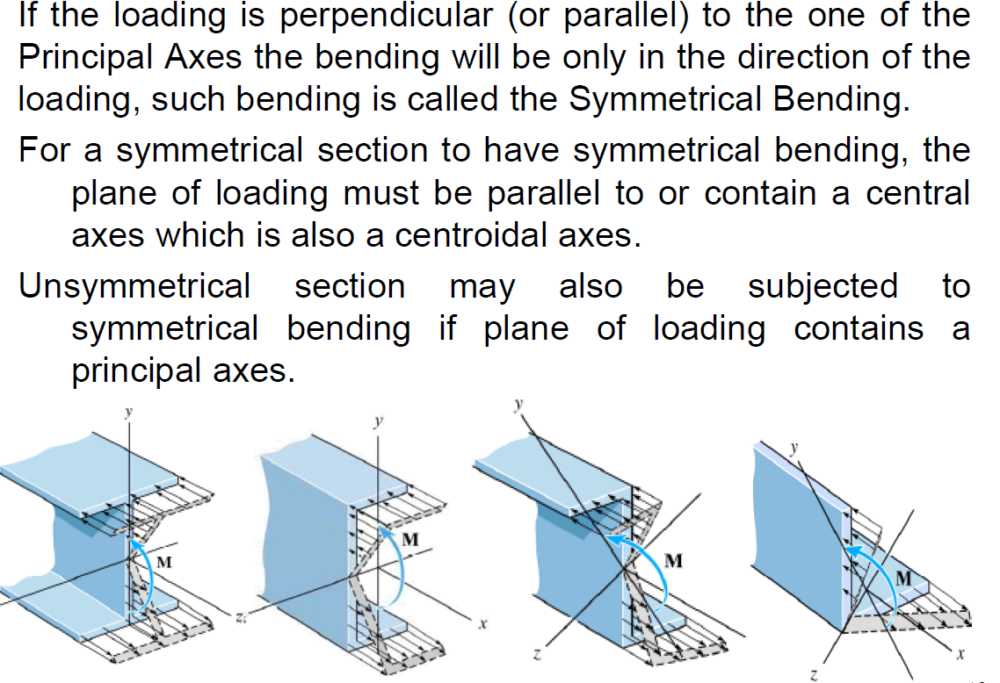 If the loading is perpendicular (or parallel) to the one of the
Principal Axes the bending will be only in the direction of the
loading, such bending is called the Symmetrical Bending.
For a symmetrical section to have symmetrical bending, the
plane of loading must be parallel to or contain a central
axes which is also a centroidal axes.
Unsymmetrical section may also be subjected to
symmetrical bending if plane of loading contains a
principal axes.
y
y
y
y
M
M
M
M
z
x
z
z
x